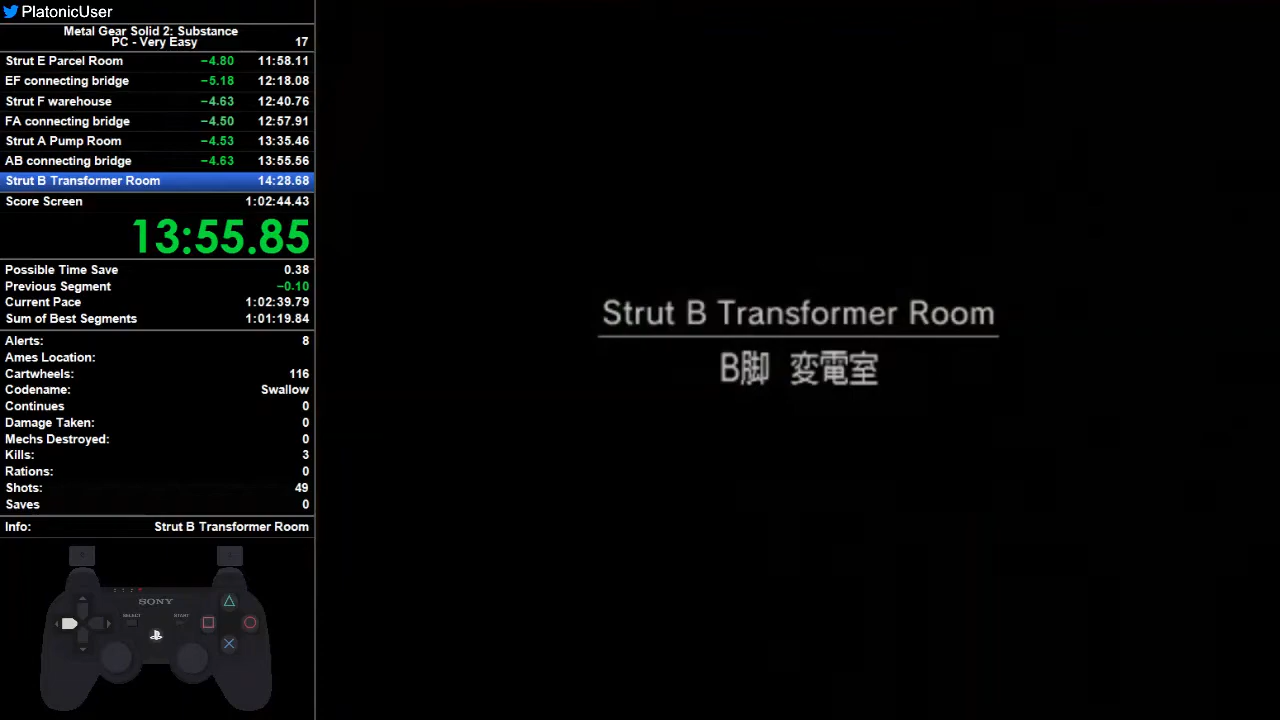 PlatonicUser
Metal Gear Solid 2: Substance
PC - Very Easy 17
Strut E Parcel Room −4.80 11:58.11
EF connecting bridge −5.18 12:18.08
Strut F warehouse −4.63 12:40.76
FA connecting bridge −4.50 12:57.91
Strut A Pump Room −4.53 13:35.46
AB connecting bridge −4.63 13:55.56
Strut B Transformer Room 14:28.68
Score Screen 1:02:44.43
13:55.85
Possible Time Save 0.38
Previous Segment −0.10
Current Pace 1:02:39.79
Sum of Best Segments 1:01:19.84
Alerts: 8
Ames Location:
Cartwheels: 116
Codename: Swallow
Continues 0
Damage Taken: 0
Mechs Destroyed: 0
Kills: 3
Rations: 0
Shots: 49
Saves 0
Info: Strut B Transformer Room
SONY
SELECT START
Strut B Transformer Room
B脚 変電室